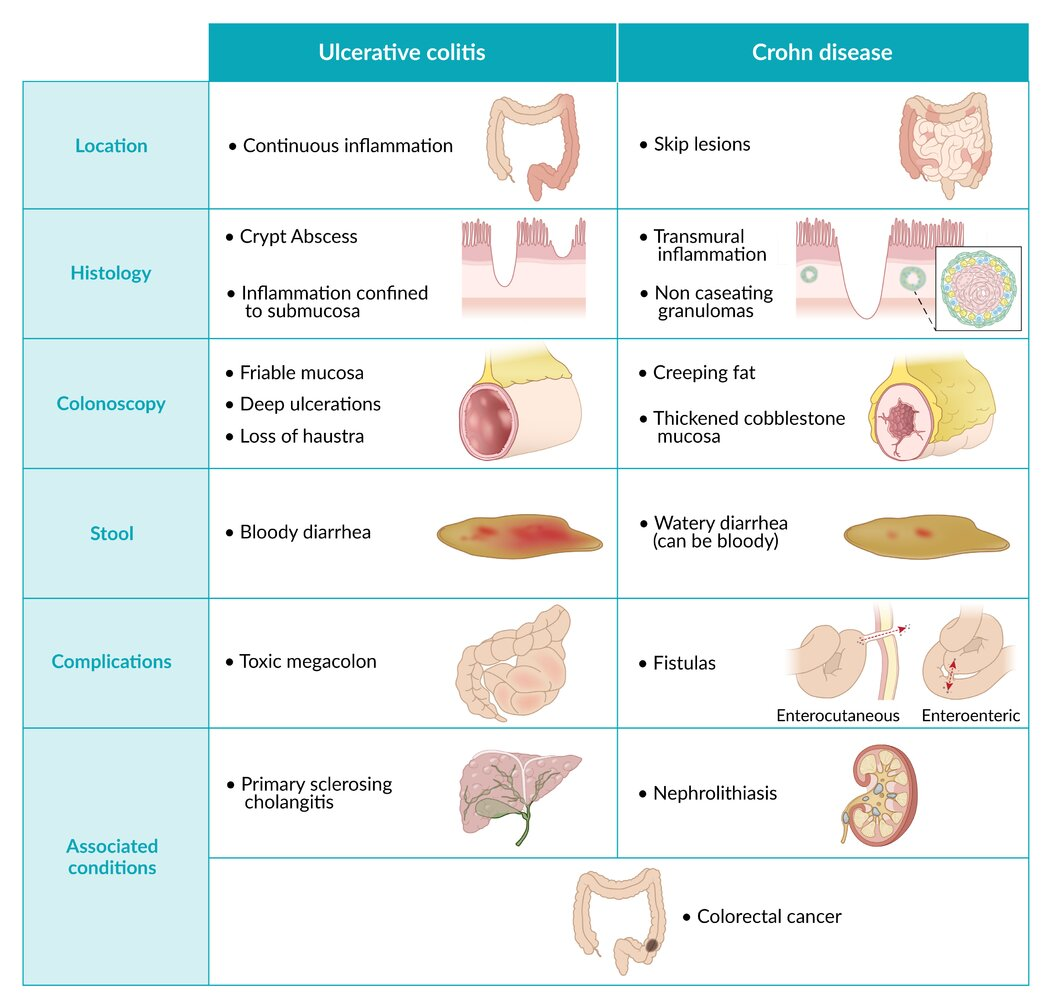 Ulcerative colitis
Crohn disease
Location
• Continuous inflammation
• Skip lesions
Histology
• Crypt Abscess
• Inflammation confined
to submucosa
• Transmural
inflammation
• Non caseating
granulomas
Colonoscopy
• Friable mucosa
• Deep ulcerations
• Loss of haustra
• Creeping fat
• Thickened cobblestone
mucosa
Stool
• Bloody diarrhea
• Watery diarrhea
(can be bloody)
Complications
• Toxic megacolon
• Fistulas
Enterocutaneous
Enteroenteric
Associated
conditions
• Primary sclerosing
cholangitis
• Nephrolithiasis
• Colorectal cancer